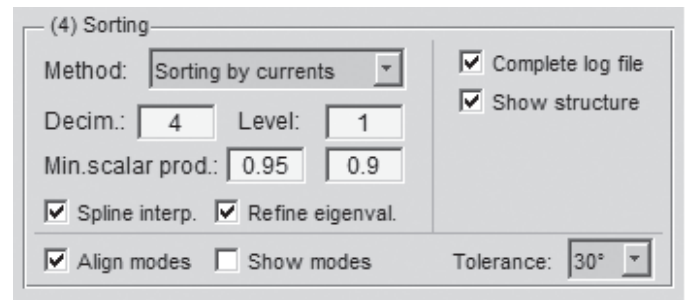 (4) Sorting
Method: Sorting by currents
Complete log file
Show structure
Decim.: 4 Level: 1
Min.scalar prod.: 0.95 0.9
Spline interp. Refine eigenval.
Align modes Show modes Tolerance: 30°